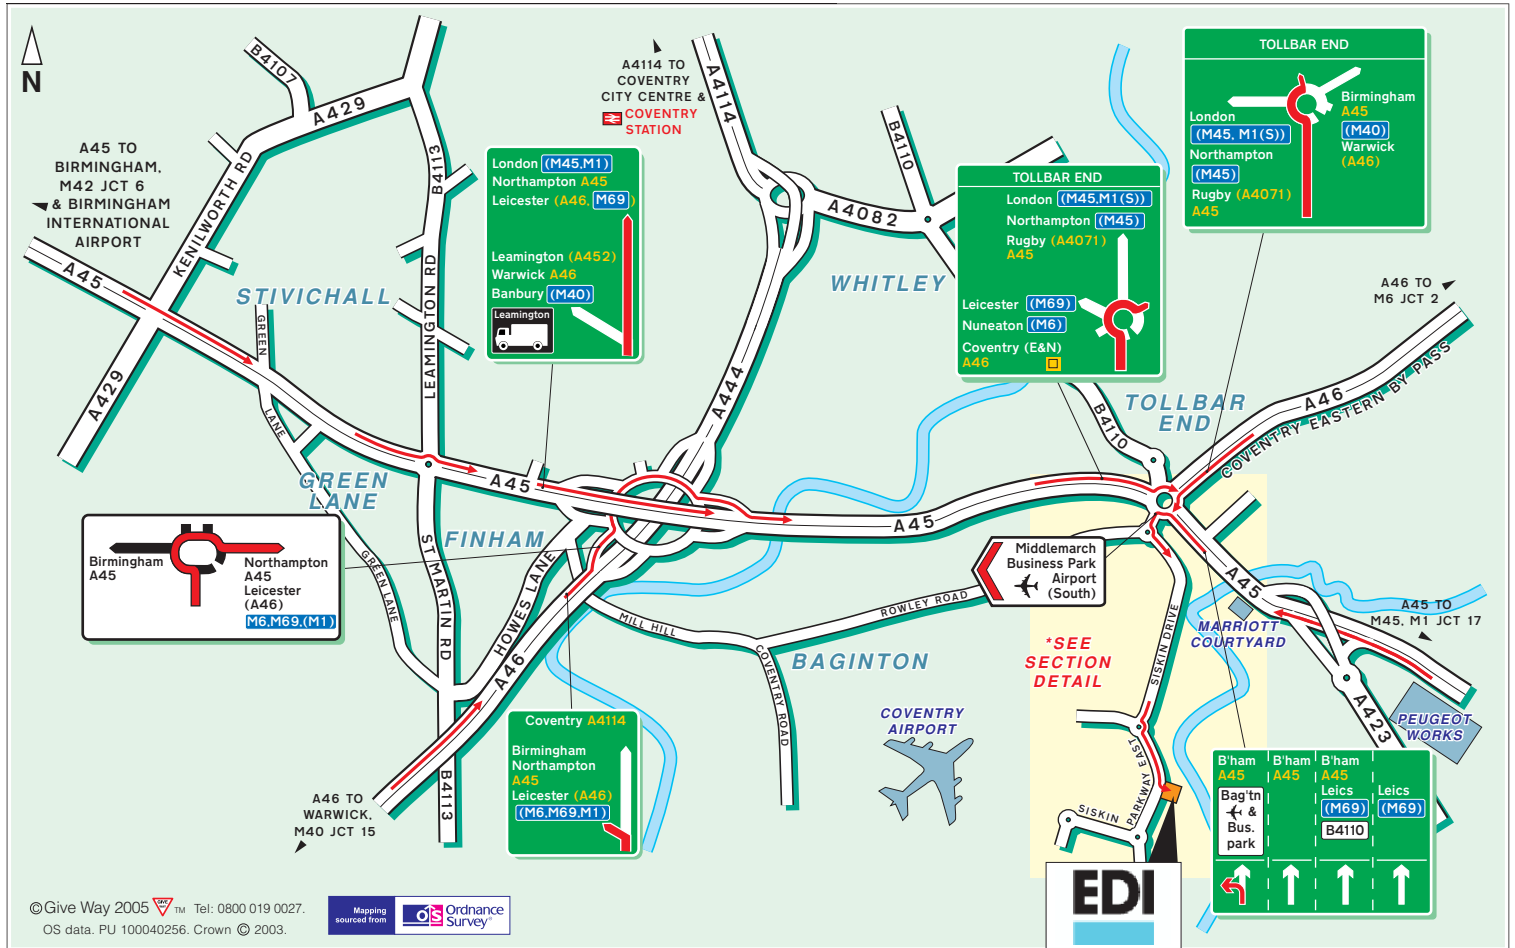 N
B4107
A429
B4113
KENILWORTH RD
LEAMINGTON RD
A45 TO
BIRMINGHAM,
M42 JCT 6
& BIRMINGHAM
INTERNATIONAL
AIRPORT
A45
A429
STIVICHALL
GREEN
LANE
GREEN LANE
GREEN
LANE
A4114 TO
COVENTRY
CITY CENTRE &
COVENTRY
STATION
A4114
B4110
A4082
WHITLEY
A444
London (M45,M1)
Northampton A45
Leicester (A46, M69)
Leamington (A452)
Warwick A46
Banbury (M40)
Leamington
TOLLBAR END
London (M45,M1(S))
Northampton (M45)
Rugby (A4071)
A45
Leicester (M69)
Nuneaton (M6)
Coventry (E&N)
A46
TOLLBAR END
London
(M45, M1(S))
Northampton
(M45)
Rugby (A4071)
A45
Birmingham
A45
(M40)
Warwick
(A46)
A46 TO
M6 JCT 2
A46
COVENTRY EASTERN BY PASS
B4110
TOLLBAR
END
A45
A45
FINHAM
ST MARTIN RD
HOWES LANE
A46
B4113
Birmingham
A45
Northampton
A45
Leicester
(A46)
M6,M69,(M1)
MILL HILL
ROWLEY ROAD
COVENTRY ROAD
BAGINTON
Middlemarch
Business Park
Airport
(South)
A45
A45 TO
M45, M1 JCT 17
MARRIOTT
COURTYARD
*SEE
SECTION
DETAIL
SISKIN DRIVE
A423
PEUGEOT
WORKS
COVENTRY
AIRPORT
SISKIN
PARKWAY EAST
Coventry A4114
Birmingham
Northampton
A45
Leicester (A46)
(M6,M69,M1)
A46 TO
WARWICK,
M40 JCT 15
B'ham
A45
Bag'tn
&
Bus.
park
B'ham
A45
B'ham
A45
Leics
(M69)
B4110
Leics
(M69)
EDI
©Give Way 2005 GIVE WAY TM Tel: 0800 019 0027.
OS data. PU 100040256. Crown © 2003.
Mapping
sourced from
OS Ordnance
Survey®